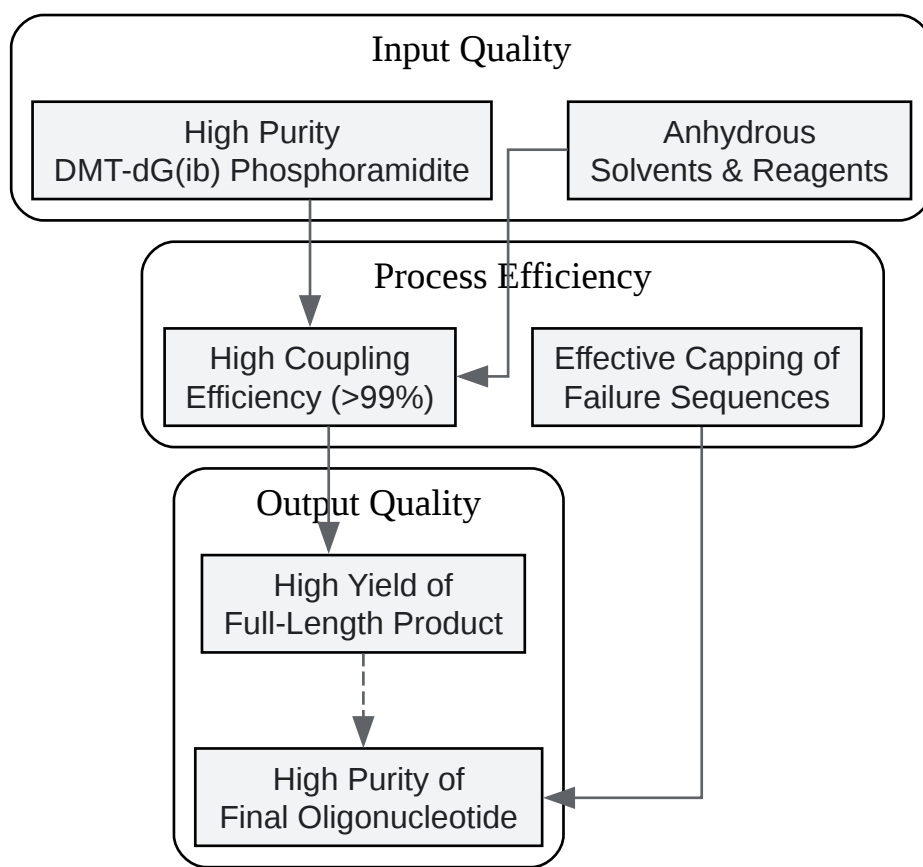 Input Quality
High Purity
DMT-dG(ib) Phosphoramidite
Anhydrous
Solvents & Reagents
Process Efficiency
High Coupling
Efficiency (>99%)
Effective Capping of
Failure Sequences
Output Quality
High Yield of
Full-Length Product
High Purity of
Final Oligonucleotide